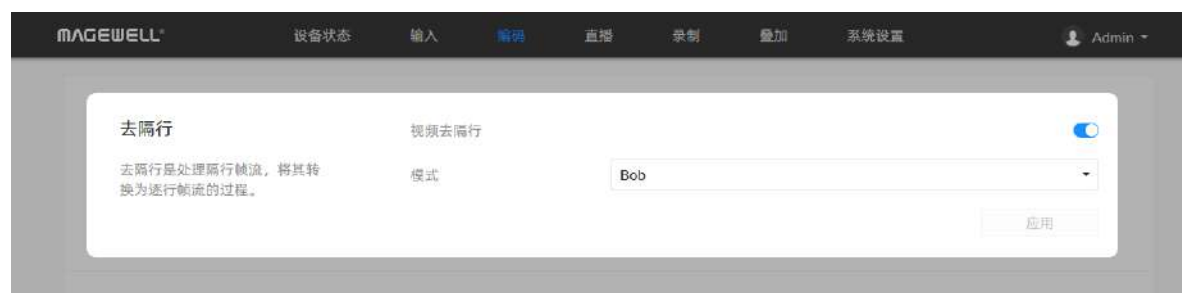 MAGEWELL 设备状态 输入 编码 直播 录制 叠加 系统设置 Admin
去隔行 视频去隔行
去隔行是处理隔行帧流，将其转
换为逐行帧流的过程。
模式 Bob
应用